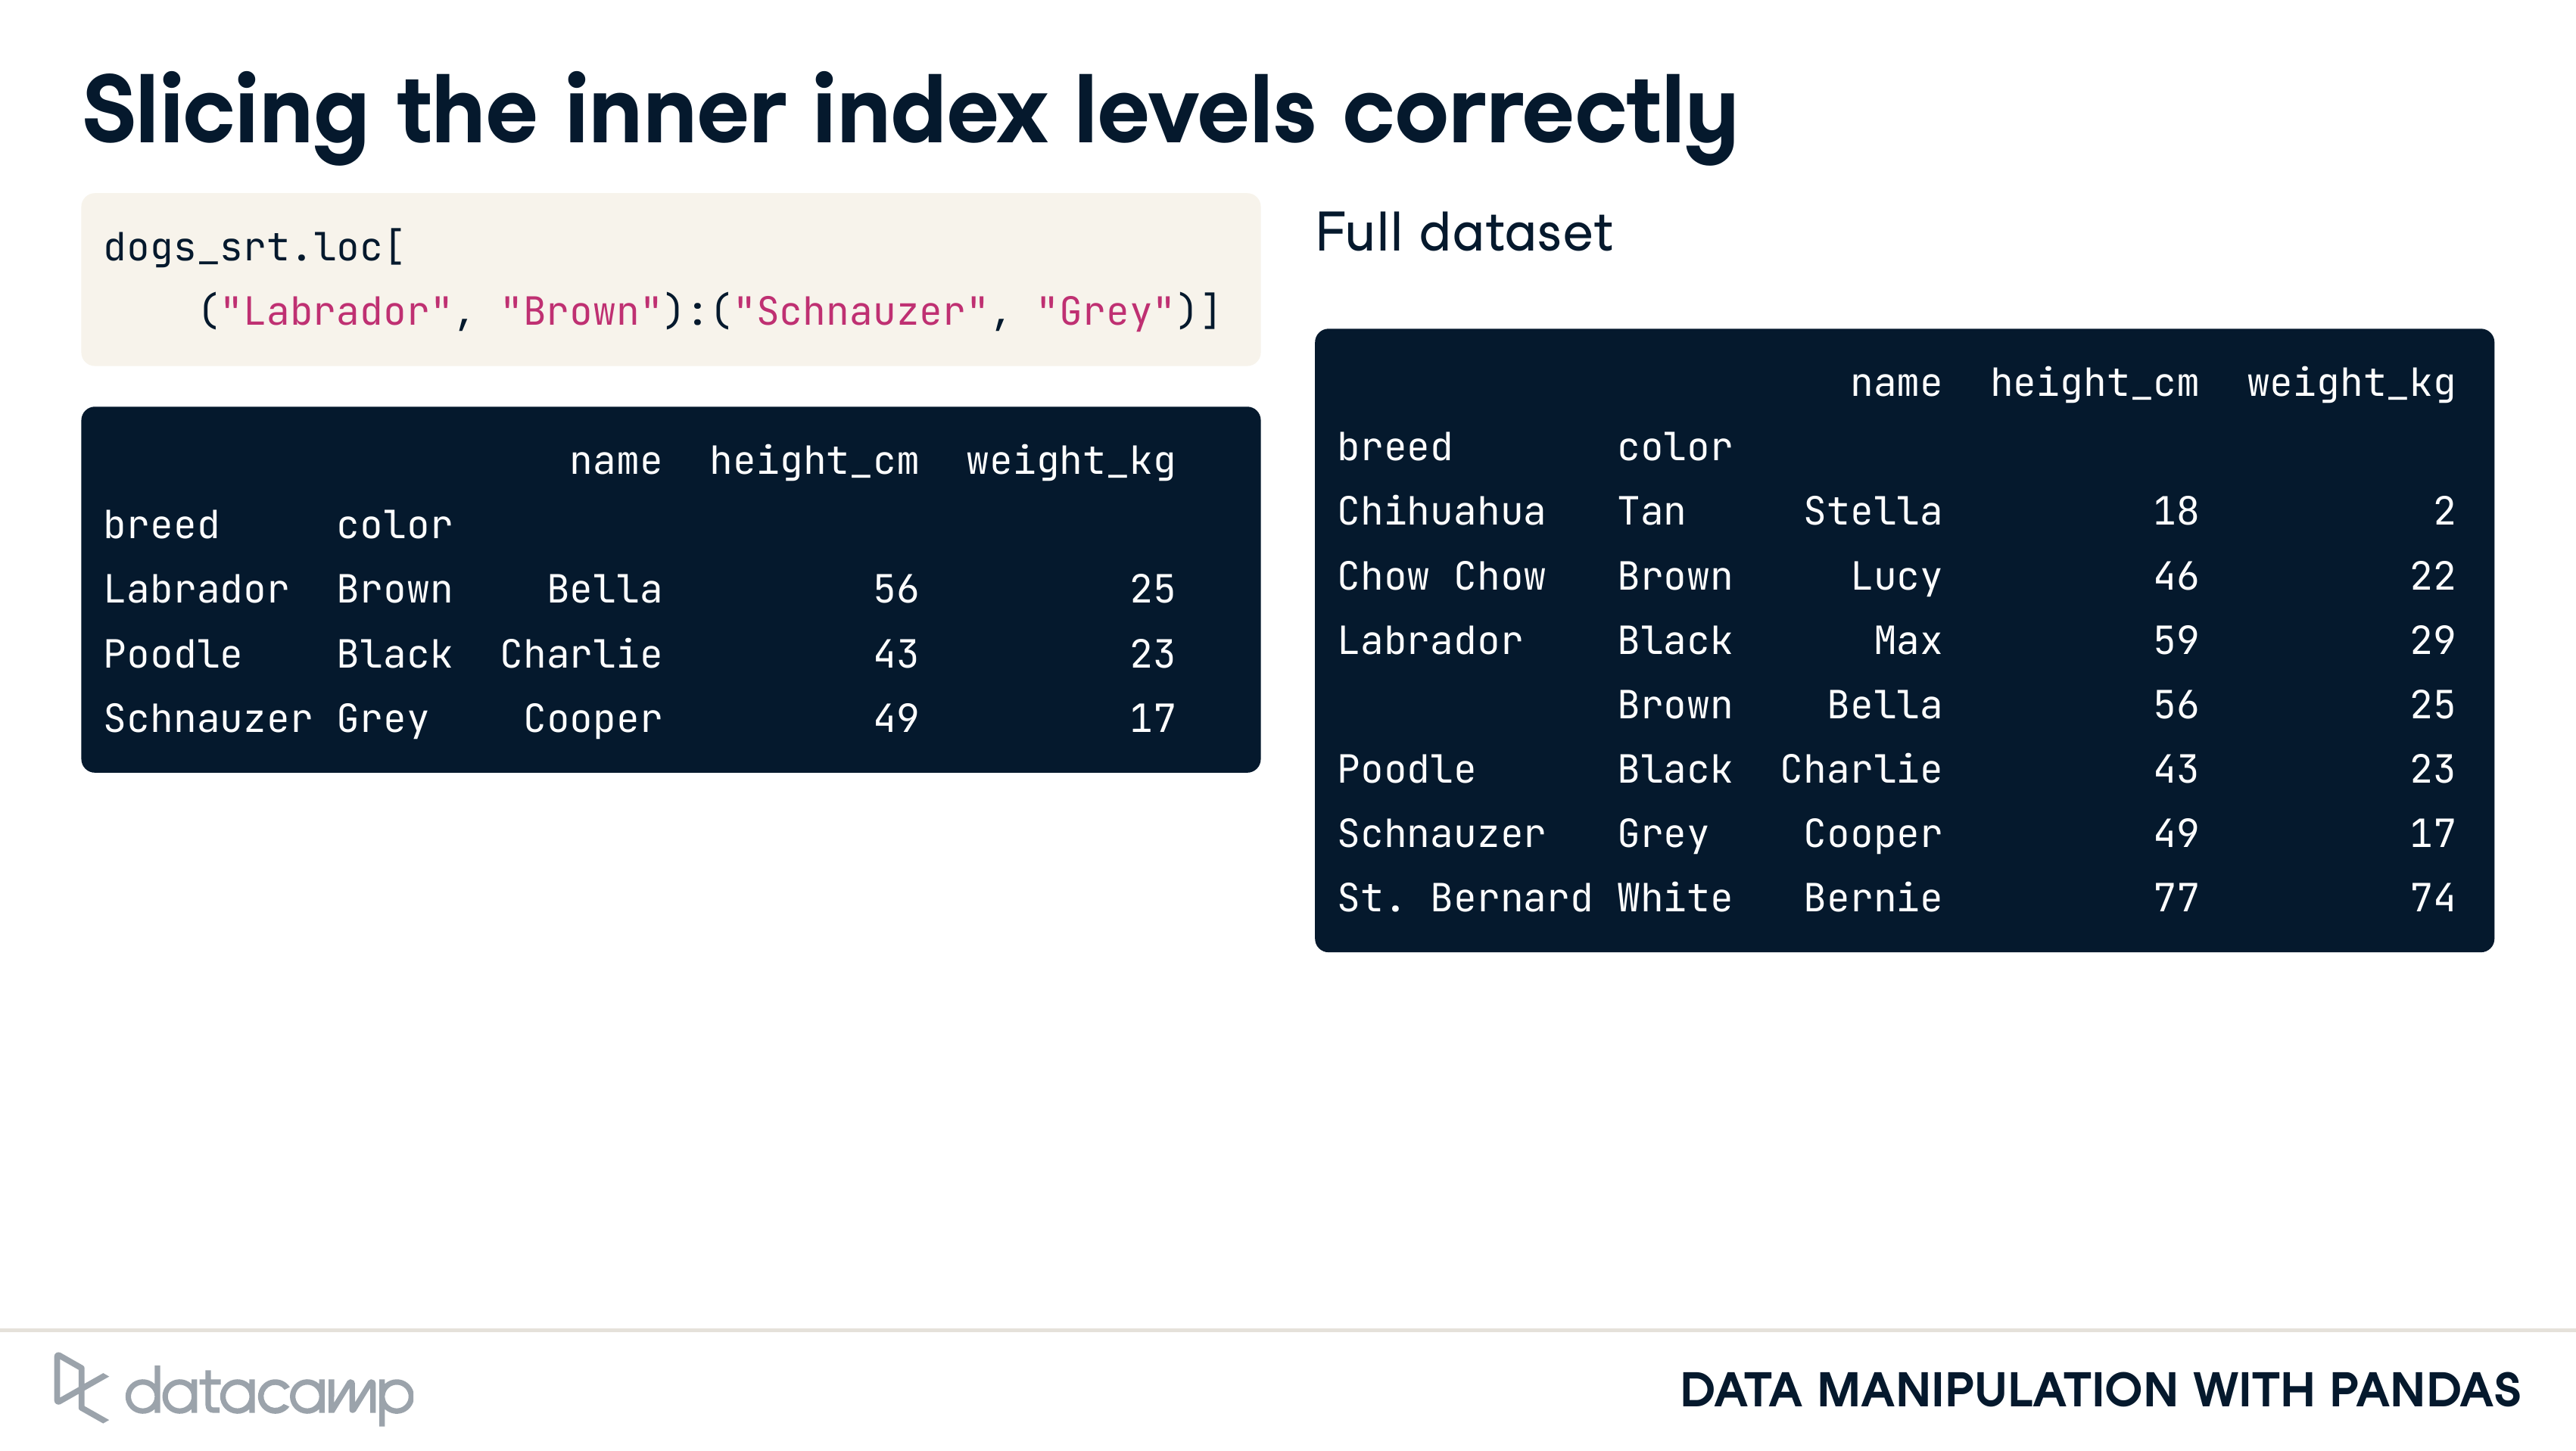 Slicing the inner index levels correctly
dogs_srt.loc[
    ("Labrador", "Brown"):("Schnauzer", "Grey")]
                    name  height_cm  weight_kg
breed     color
Labrador  Brown    Bella         56         25
Poodle    Black  Charlie         43         23
Schnauzer Grey    Cooper         49         17
Full dataset
                      name  height_cm  weight_kg
breed       color
Chihuahua   Tan     Stella         18          2
Chow Chow   Brown     Lucy         46         22
Labrador    Black      Max         59         29
            Brown    Bella         56         25
Poodle      Black  Charlie         43         23
Schnauzer   Grey    Cooper         49         17
St. Bernard White   Bernie         77         74
datacamp
DATA MANIPULATION WITH PANDAS